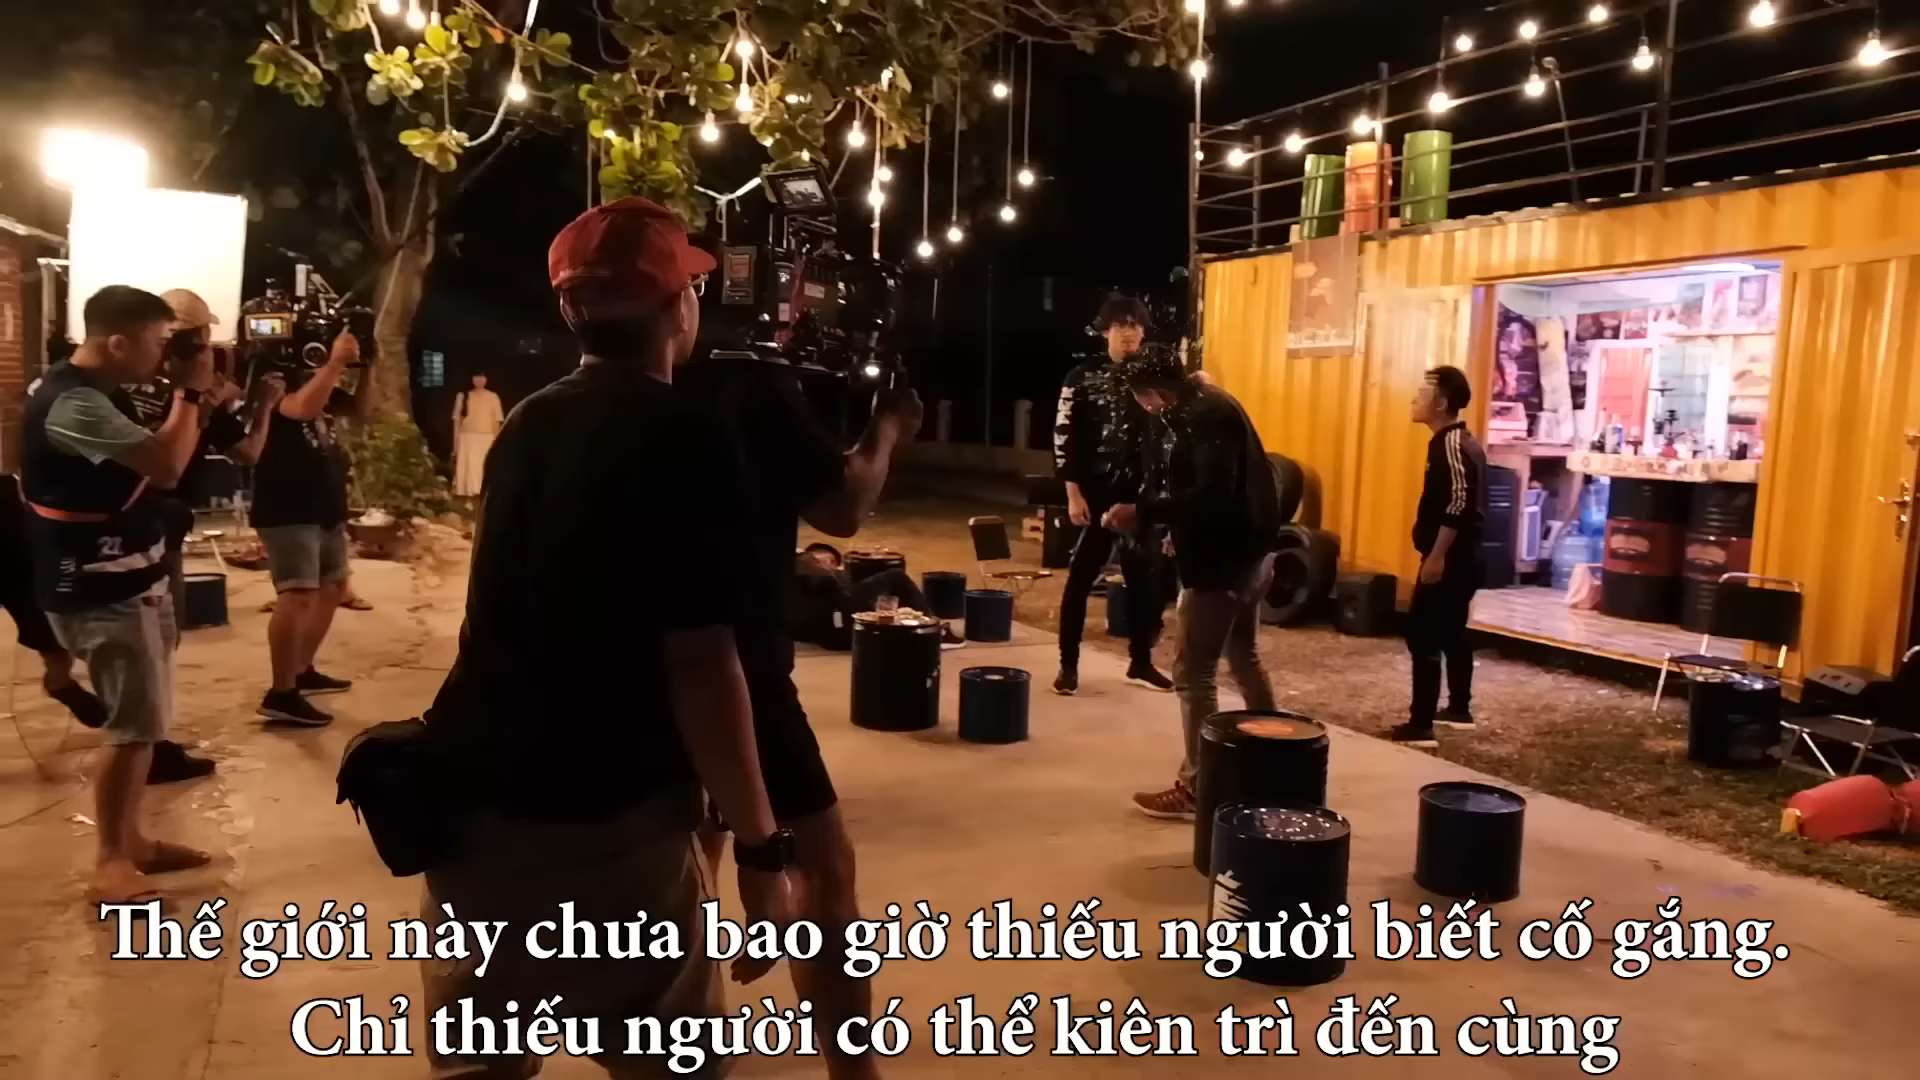 Thế giới này chưa bao giờ thiếu người biết cố gắng.
Chỉ thiếu người có thể kiên trì đến cùng